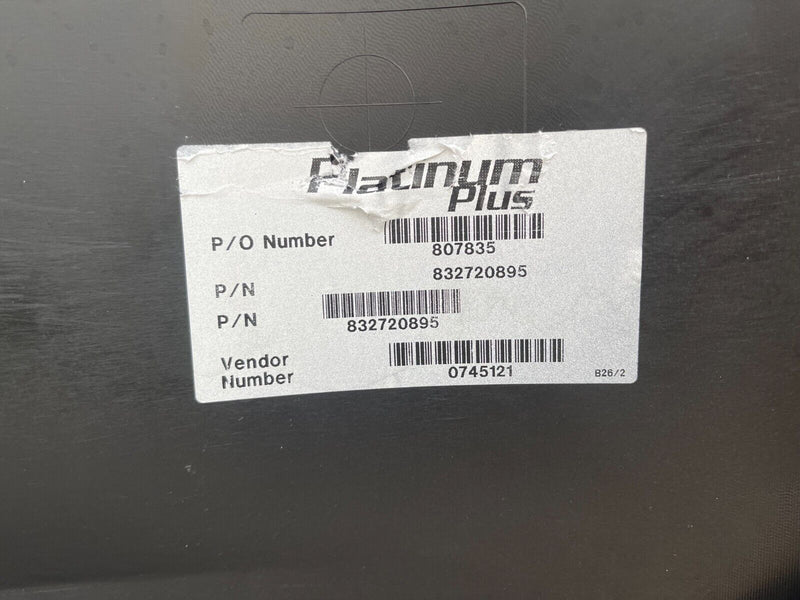 Platinum
Plus
P/O Number
807835
832720895
P/N
P/N
832720895
Vendor
Number
0745121
B26/2